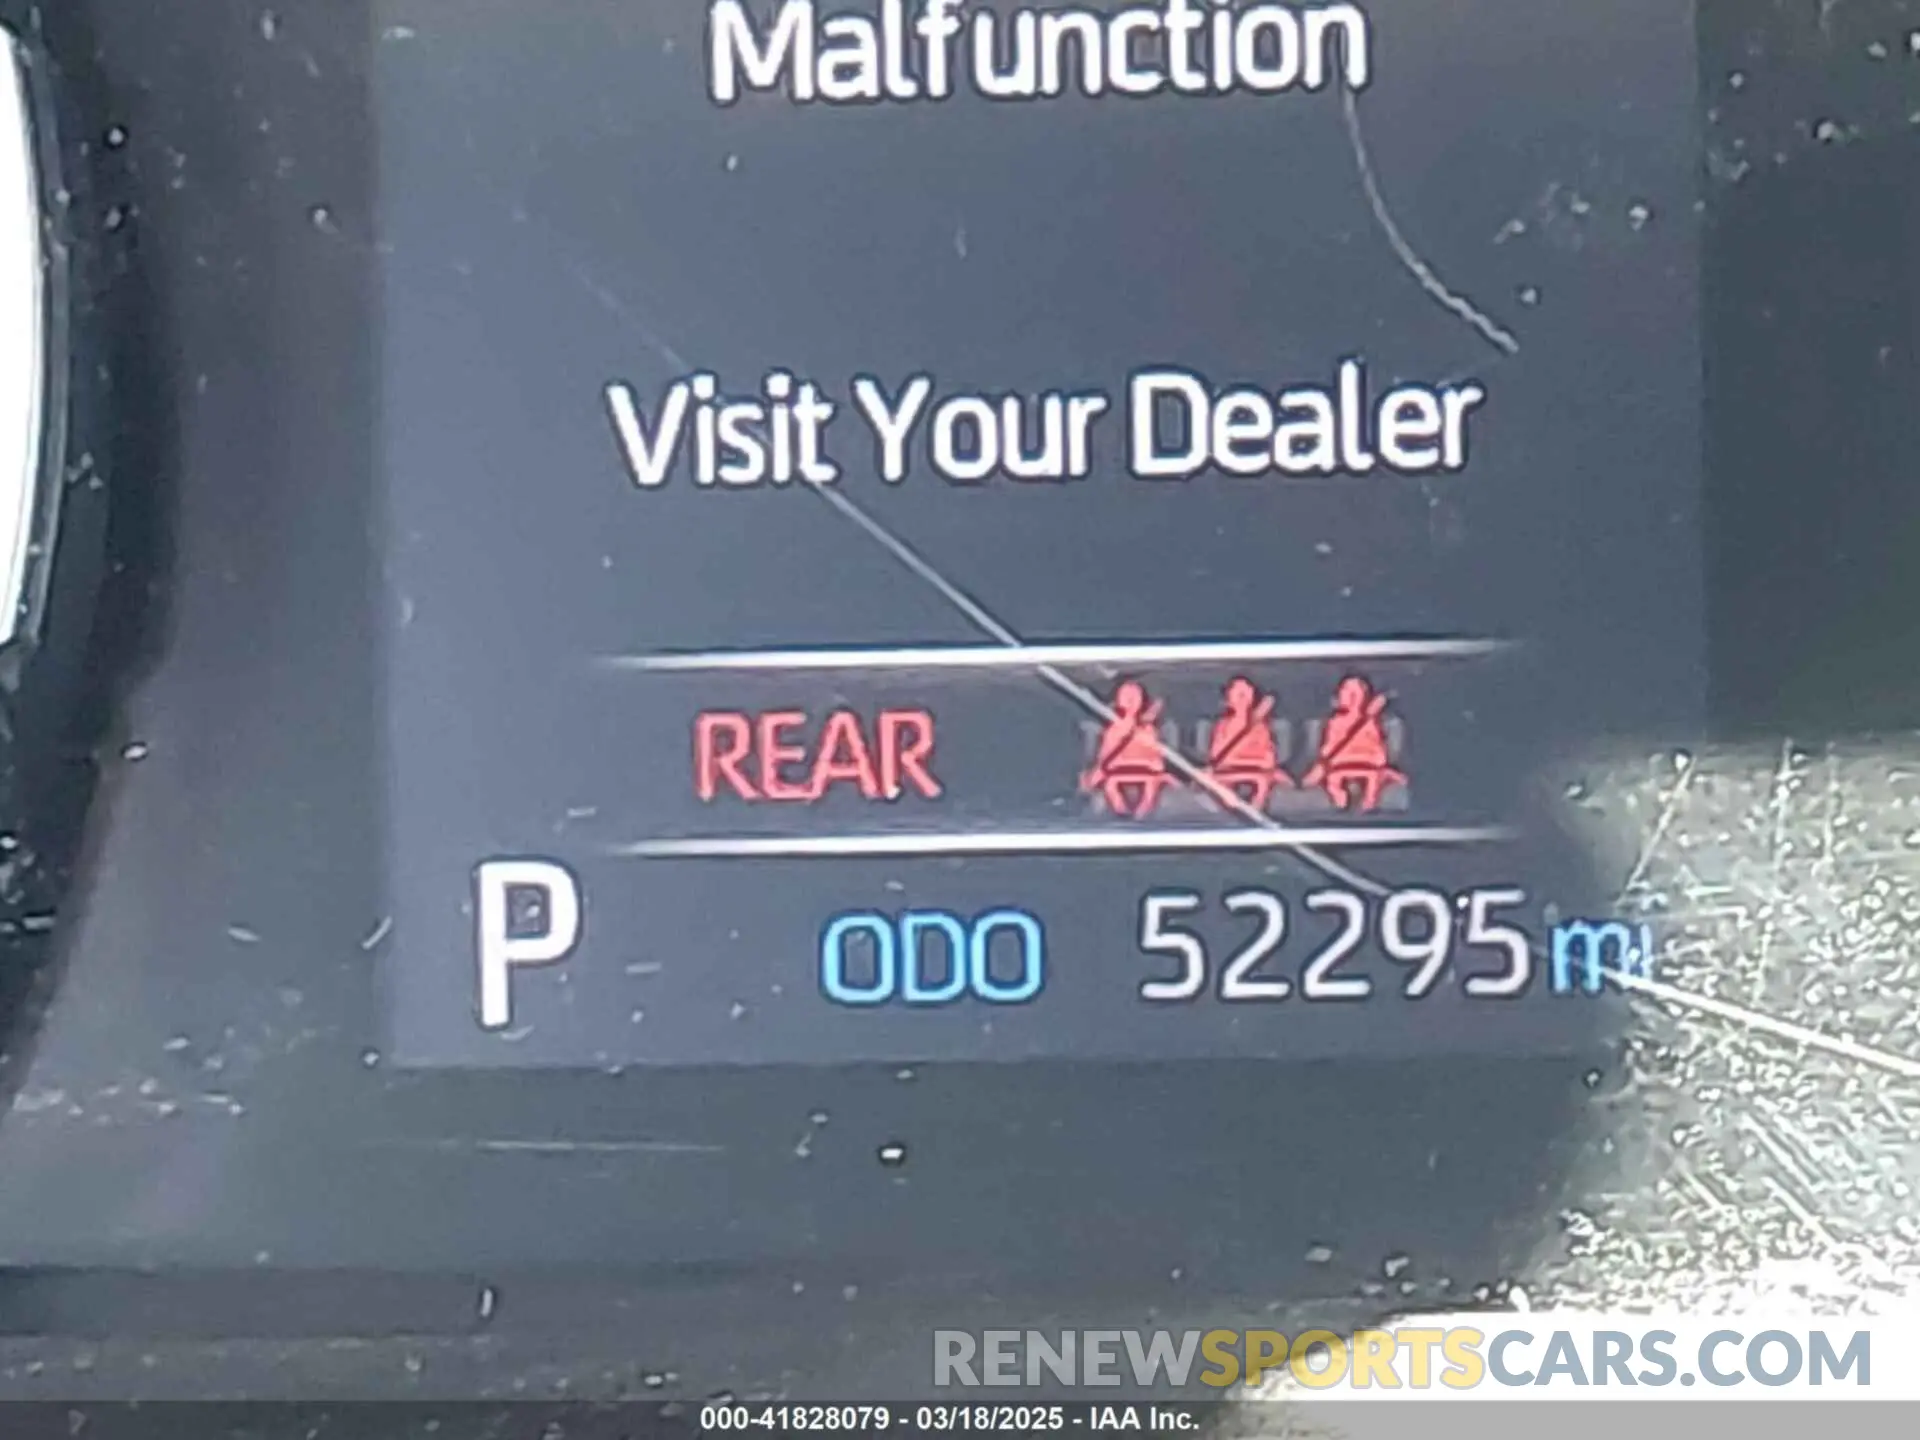 Malfunction
Visit Your Dealer
REAR
P ODO 52295 mi
RENEWSPORTSCARS.COM
000-41828079 - 03/18/2025 - IAA Inc.